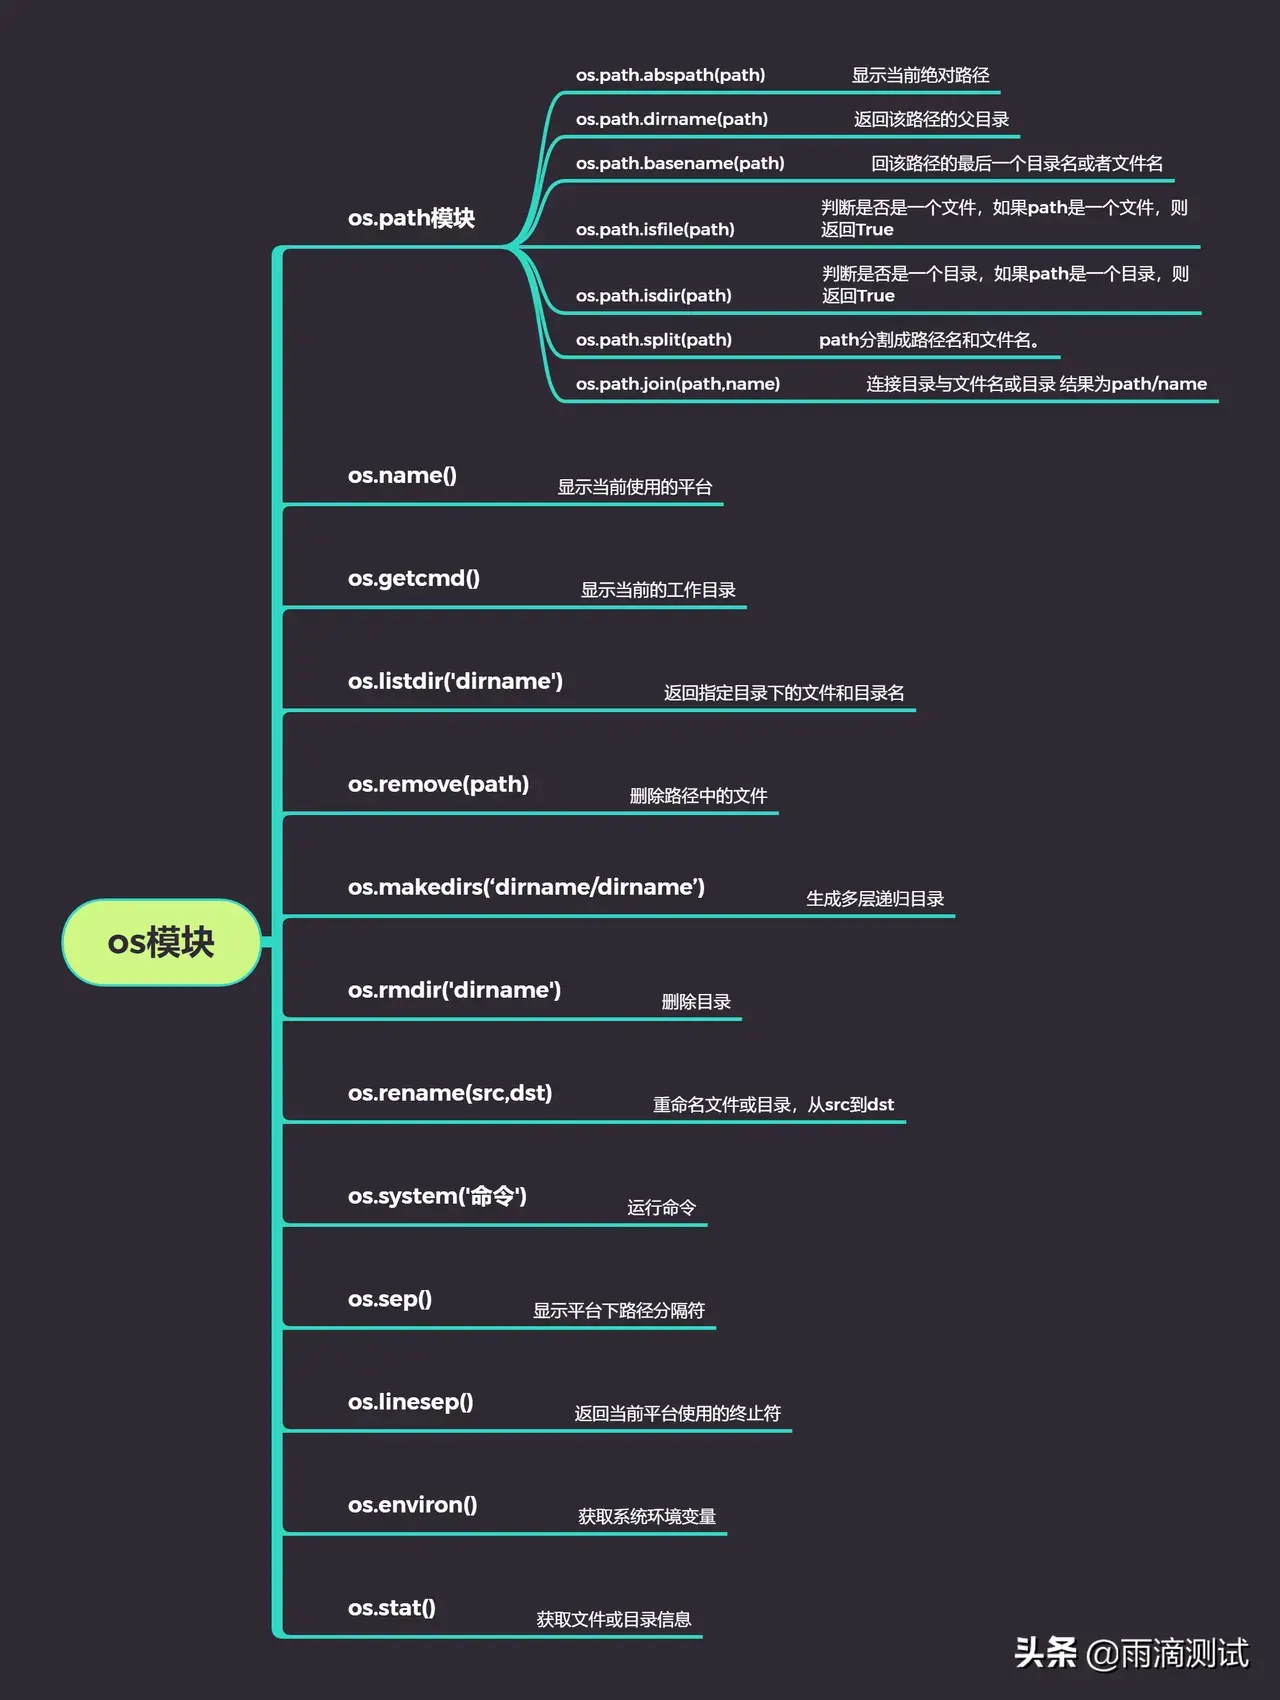 os.path.abspath(path) 显示当前绝对路径
os.path.dirname(path) 返回该路径的父目录
os.path.basename(path) 回该路径的最后一个目录名或者文件名
os.path模块
判断是否是一个文件，如果path是一个文件，则
os.path.isfile(path) 返回True
判断是否是一个目录，如果path是一个目录，则
os.path.isdir(path) 返回True
os.path.split(path) path分割成路径名和文件名。
os.path.join(path,name) 连接目录与文件名或目录 结果为path/name
os.name() 显示当前使用的平台
os.getcmd() 显示当前的工作目录
os.listdir('dirname') 返回指定目录下的文件和目录名
os.remove(path) 删除路径中的文件
os.makedirs(‘dirname/dirname’) 生成多层递归目录
os模块
os.rmdir('dirname') 删除目录
os.rename(src,dst) 重命名文件或目录，从src到dst
os.system('命令') 运行命令
os.sep() 显示平台下路径分隔符
os.linesep() 返回当前平台使用的终止符
os.environ() 获取系统环境变量
os.stat() 获取文件或目录信息
头条 @雨滴测试